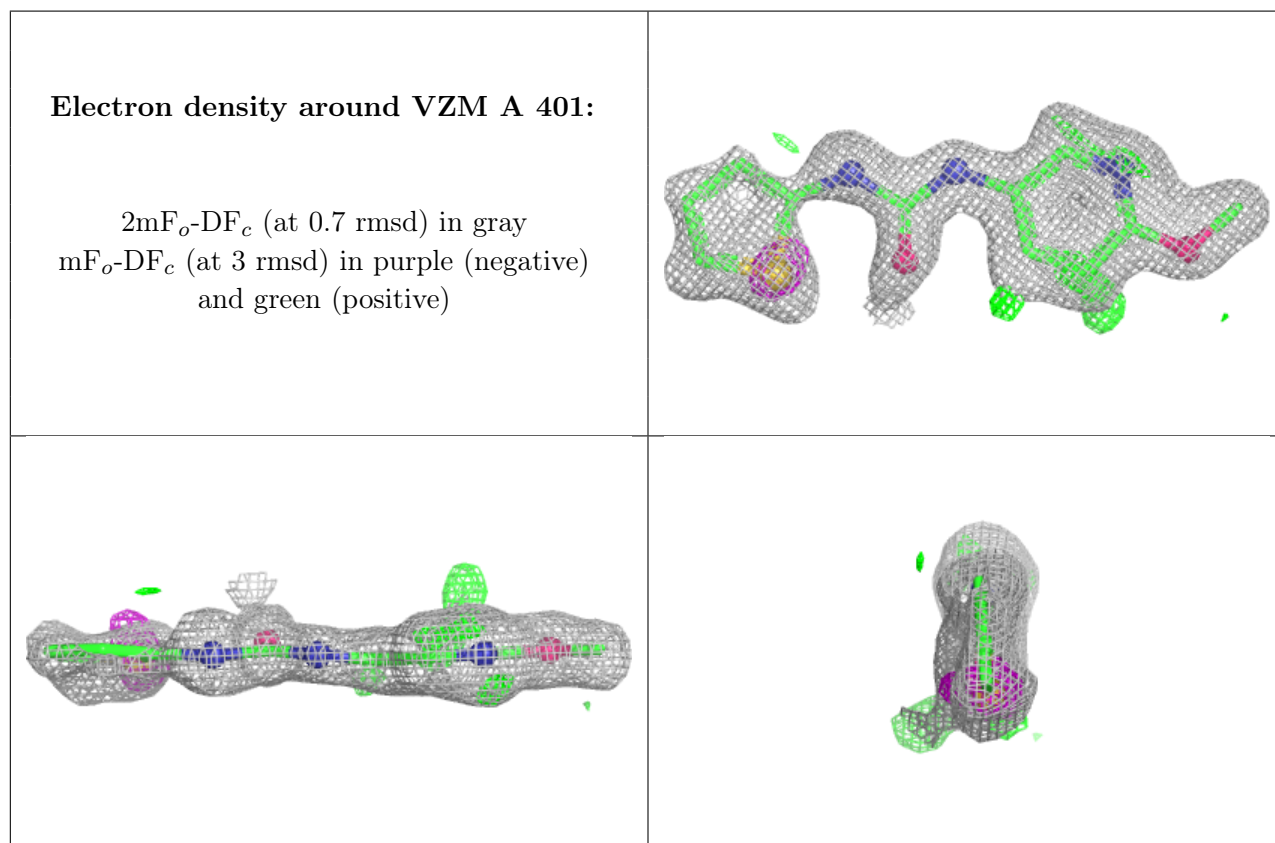 Electron density around VZM A 401:
2mFo-DFc (at 0.7 rmsd) in gray
mFo-DFc (at 3 rmsd) in purple (negative)
and green (positive)